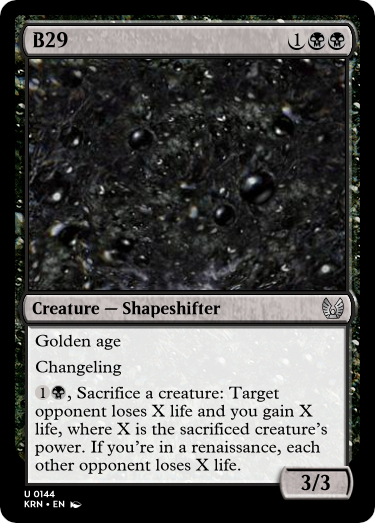 B29 1
Creature — Shapeshifter
Golden age
Changeling
1 , Sacrifice a creature: Target
opponent loses X life and you gain X
life, where X is the sacrificed creature's
power. If you're in a renaissance, each
other opponent loses X life.
3/3
U 0144
KRN • EN